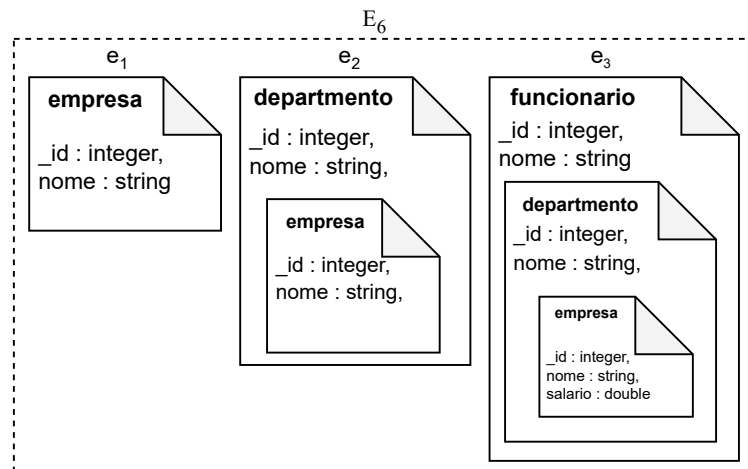 E6
e1
empresa
_id : integer,
nome : string
e2
departmento
_id : integer,
nome : string,
empresa
_id : integer,
nome : string,
e3
funcionario
_id : integer,
nome : string
departmento
_id : integer,
nome : string,
empresa
_id : integer,
nome : string,
salario : double